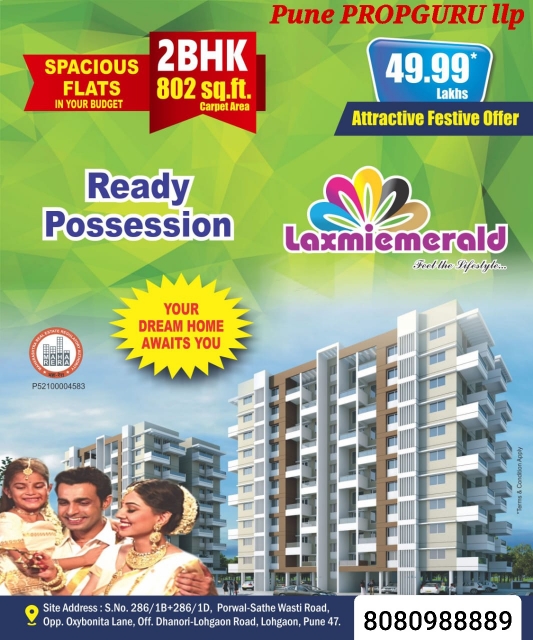 Pune PROPGURU llp
SPACIOUS
FLATS
IN YOUR BUDGET
2BHK
802 sq.ft.
Carpet Area
49.99*
Lakhs
Attractive Festive Offer
Ready
Possession
Laxmiemerald
Feel the Lifestyle...
YOUR
DREAM HOME
AWAITS YOU
MAHA
RERA
P52100004583
*Terms & Condition Apply
Site Address : S.No. 286/1B+286/1D, Porwal-Sathe Wasti Road,
Opp. Oxybonita Lane, Off. Dhanori-Lohgaon Road, Lohgaon, Pune 47.
8080988889